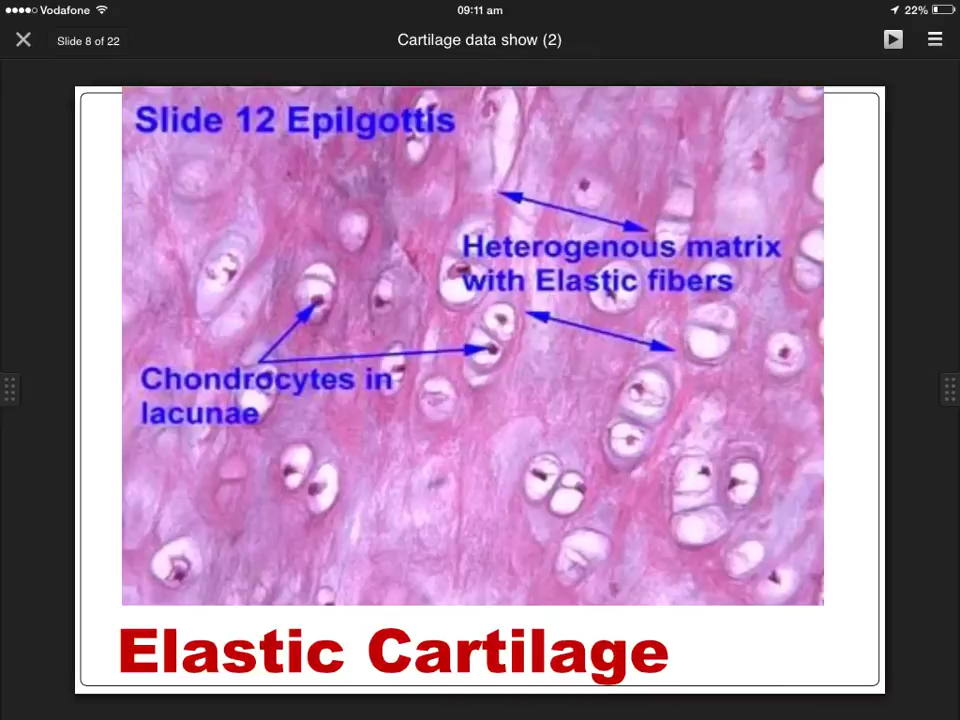 Vodafone
09:11 am
22%
Slide 8 of 22
Cartilage data show (2)
Slide 12 Epilgottis
Heterogenous matrix
with Elastic fibers
Chondrocytes in
lacunae
Elastic Cartilage